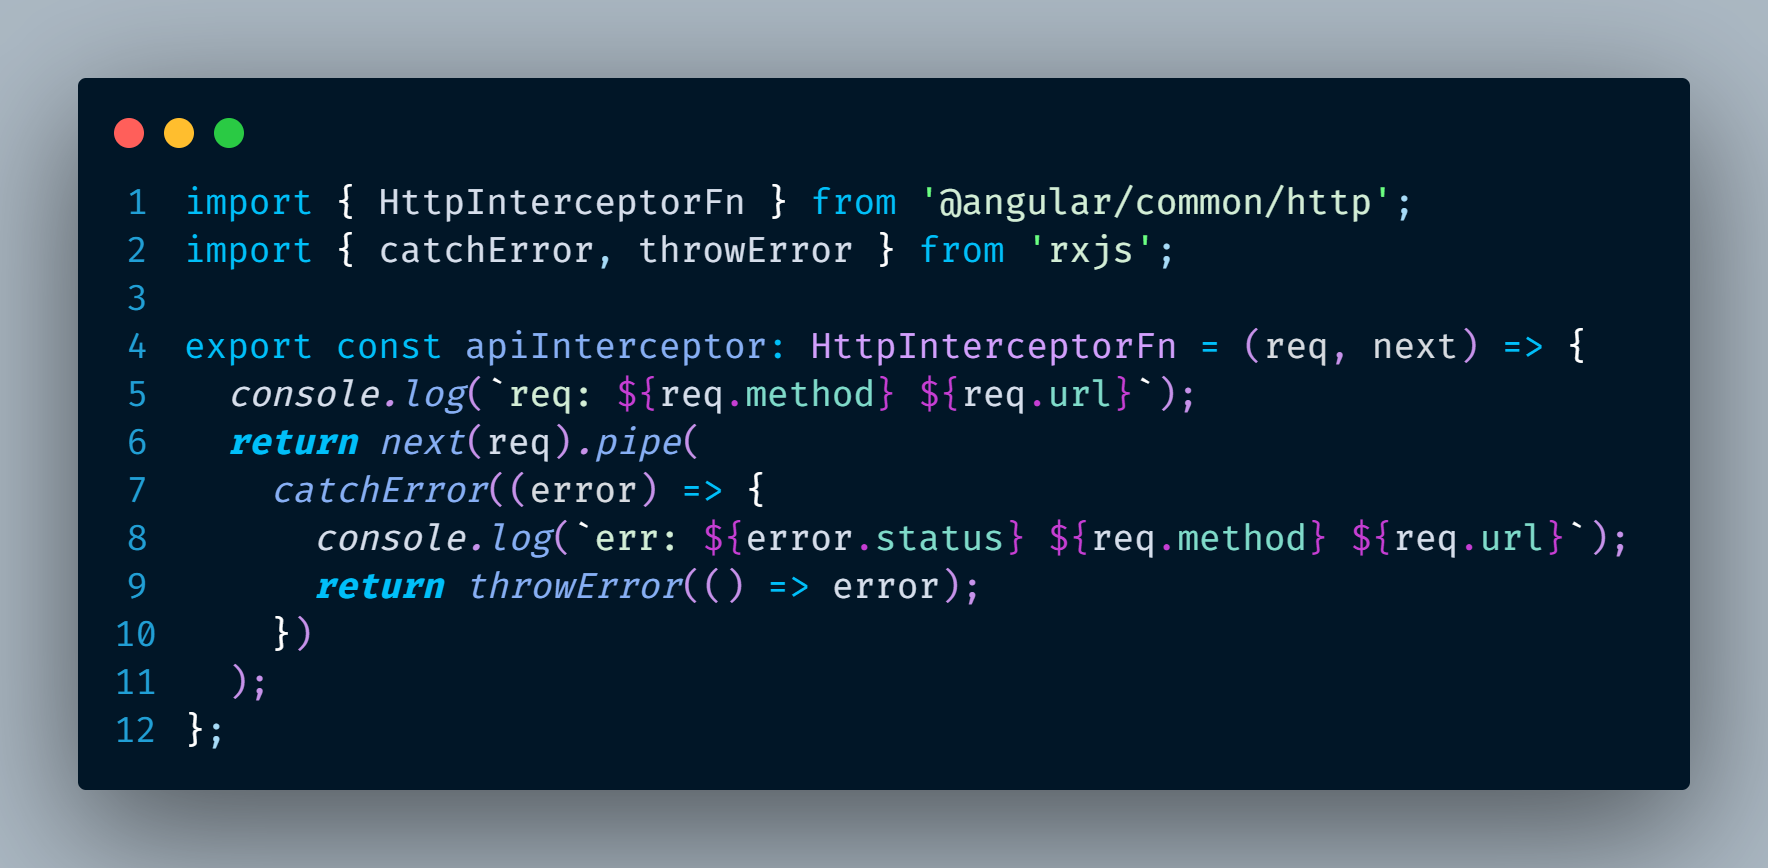 1 import { HttpInterceptorFn } from '@angular/common/http';
2 import { catchError, throwError } from 'rxjs';
3
4 export const apiInterceptor: HttpInterceptorFn = (req, next) => {
5   console.log(`req: ${req.method} ${req.url}`);
6   return next(req).pipe(
7     catchError((error) => {
8       console.log(`err: ${error.status} ${req.method} ${req.url}`);
9       return throwError(() => error);
10     })
11   );
12 };